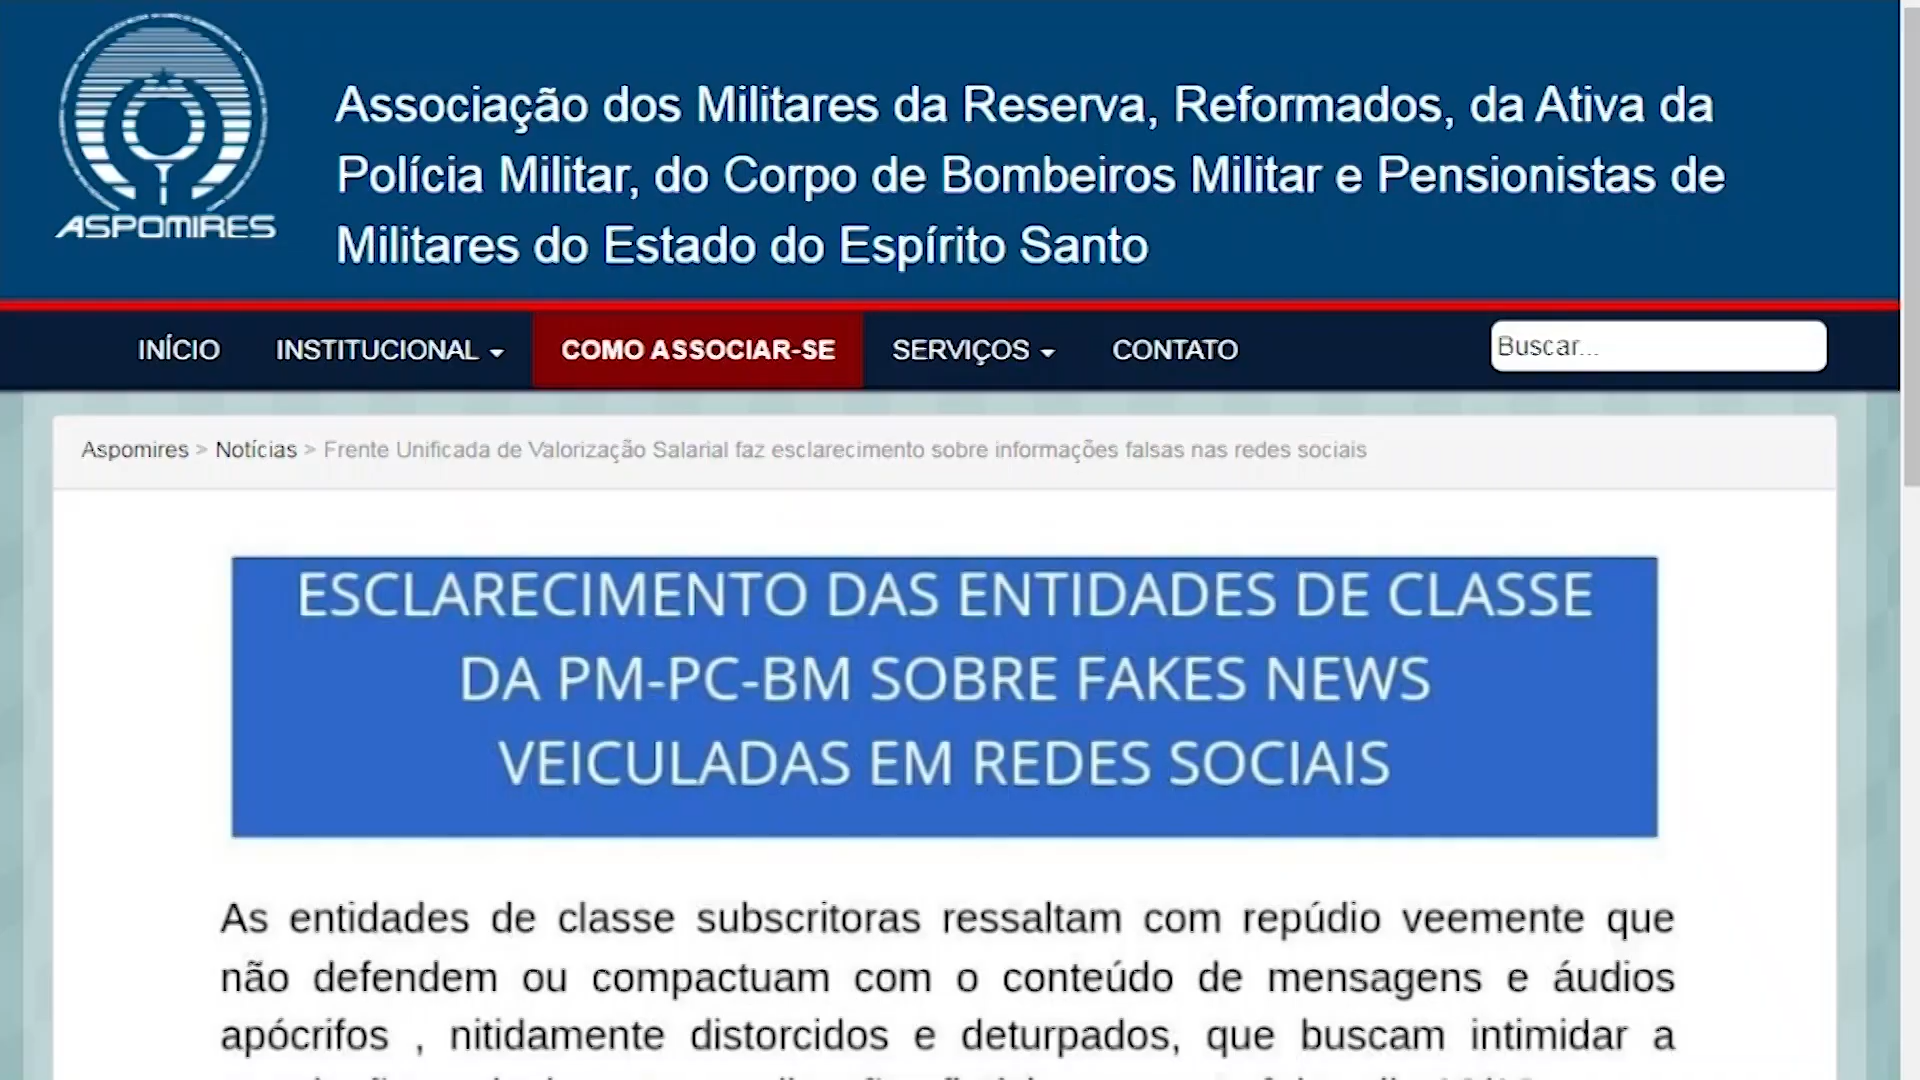 ASPOMIRES
Associação dos Militares da Reserva, Reformados, da Ativa da
Polícia Militar, do Corpo de Bombeiros Militar e Pensionistas de
Militares do Estado do Espírito Santo
INÍCIO INSTITUCIONAL COMO ASSOCIAR-SE SERVIÇOS CONTATO Buscar...
Aspomires > Notícias > Frente Unificada de Valorização Salarial faz esclarecimento sobre informações falsas nas redes sociais
ESCLARECIMENTO DAS ENTIDADES DE CLASSE
DA PM-PC-BM SOBRE FAKES NEWS
VEICULADAS EM REDES SOCIAIS
As entidades de classe subscritoras ressaltam com repúdio veemente que
não defendem ou compactuam com o conteúdo de mensagens e áudios
apócrifos , nitidamente distorcidos e deturpados, que buscam intimidar a